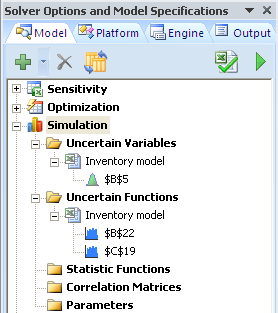 Solver Options and Model Specifications
Model Platform Engine Output
Sensitivity
Optimization
Simulation
Uncertain Variables
Inventory model
$B$5
Uncertain Functions
Inventory model
$B$22
$C$19
Statistic Functions
Correlation Matrices
Parameters